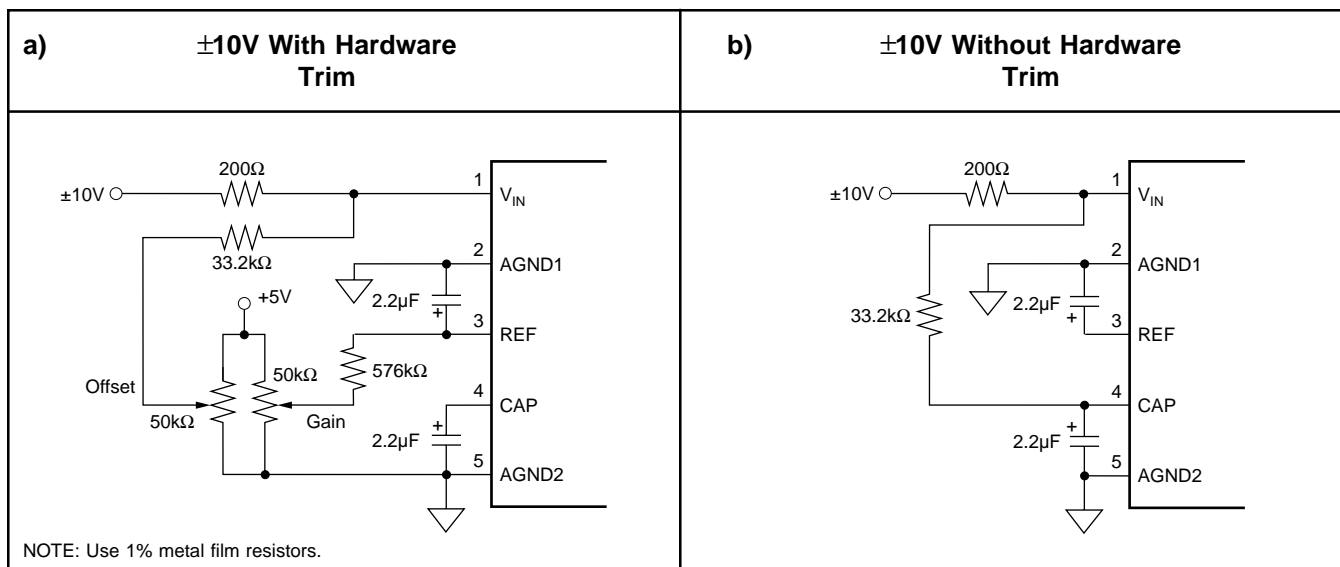 a)
±10V With Hardware
Trim
200Ω
±10V
33.2kΩ
+5V
Offset
50kΩ
50kΩ
Gain
576kΩ
2.2µF
+
2.2µF
+
1
VIN
2
AGND1
3
REF
4
CAP
5
AGND2
NOTE: Use 1% metal film resistors.
b)
±10V Without Hardware
Trim
200Ω
±10V
33.2kΩ
2.2µF
+
2.2µF
+
1
VIN
2
AGND1
3
REF
4
CAP
5
AGND2